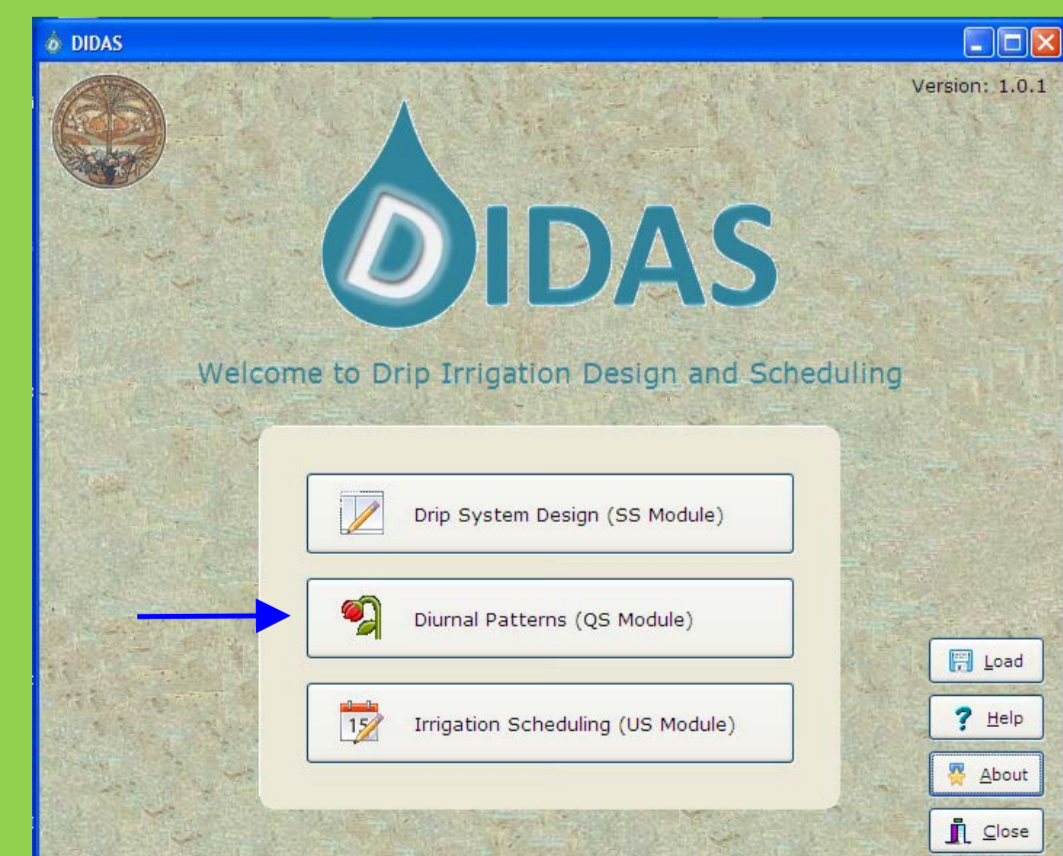 DIDAS
Version: 1.0.1
DIDAS
Welcome to Drip Irrigation Design and Scheduling
Drip System Design (SS Module)
Diurnal Patterns (QS Module)
15
Irrigation Scheduling (US Module)
Load
? Help
About
Close